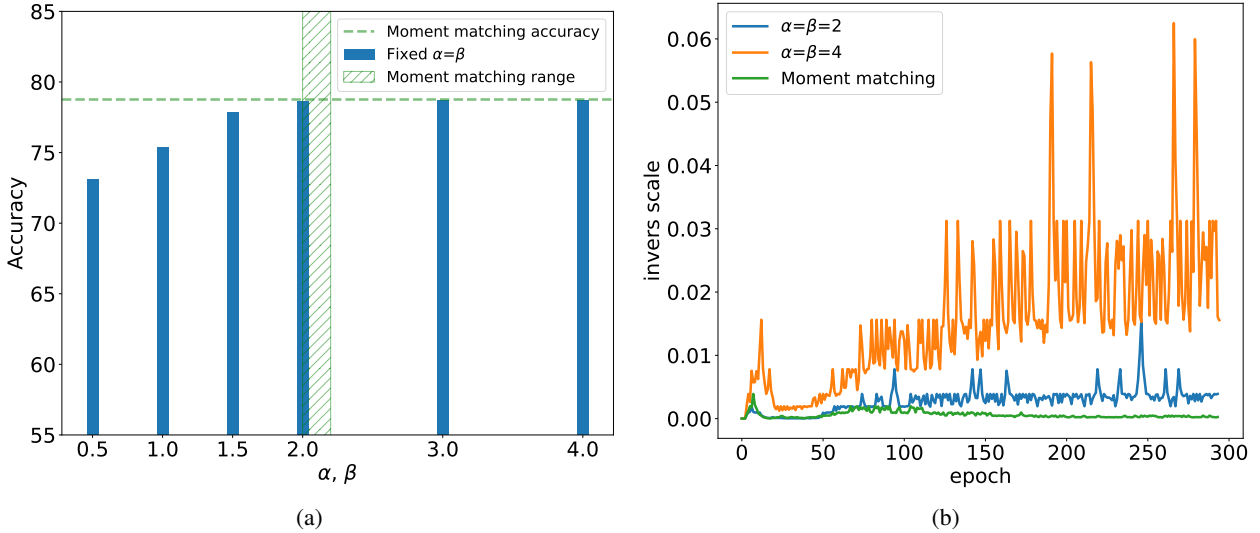 85
80
75
70
65
60
55
Accuracy
Moment matching accuracy
Fixed α=β
Moment matching range
0.5 1.0 1.5 2.0 3.0 4.0
α, β
(a)
0.06
0.05
0.04
0.03
0.02
0.01
0.00
invers scale
α=β=2
α=β=4
Moment matching
0 50 100 150 200 250 300
epoch
(b)